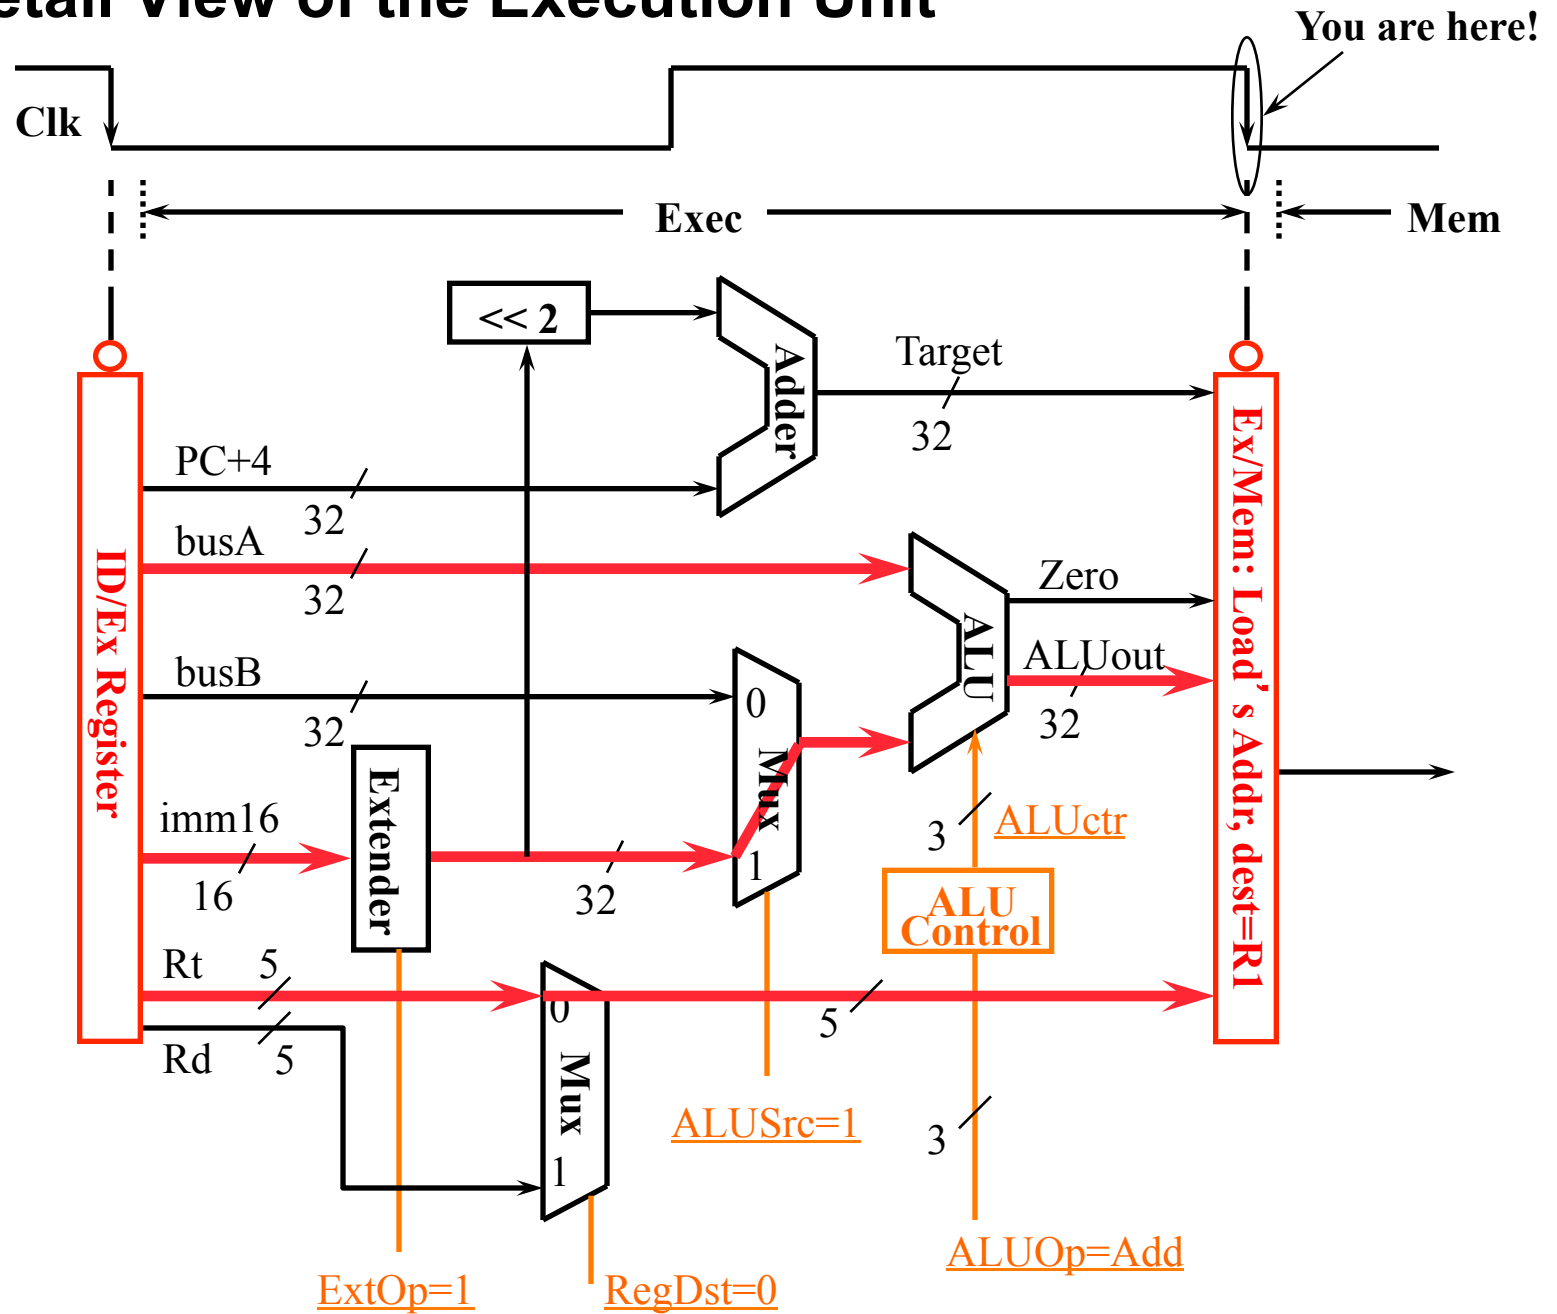 etail View of the Execution Unit
You are here!
Clk
Exec
Mem
<< 2
Adder
Target
32
PC+4
32
busA
32
Zero
ALU
ALUout
32
busB
32
0
Mux
1
Extender
imm16
16
32
3
ALUctr
ALU
Control
Rt
5
0
5
Rd
5
Mux
1
ALUSrc=1
3
ALUOp=Add
ExtOp=1
RegDst=0
ID/Ex Register
Ex/Mem: Load’s Addr, dest=R1